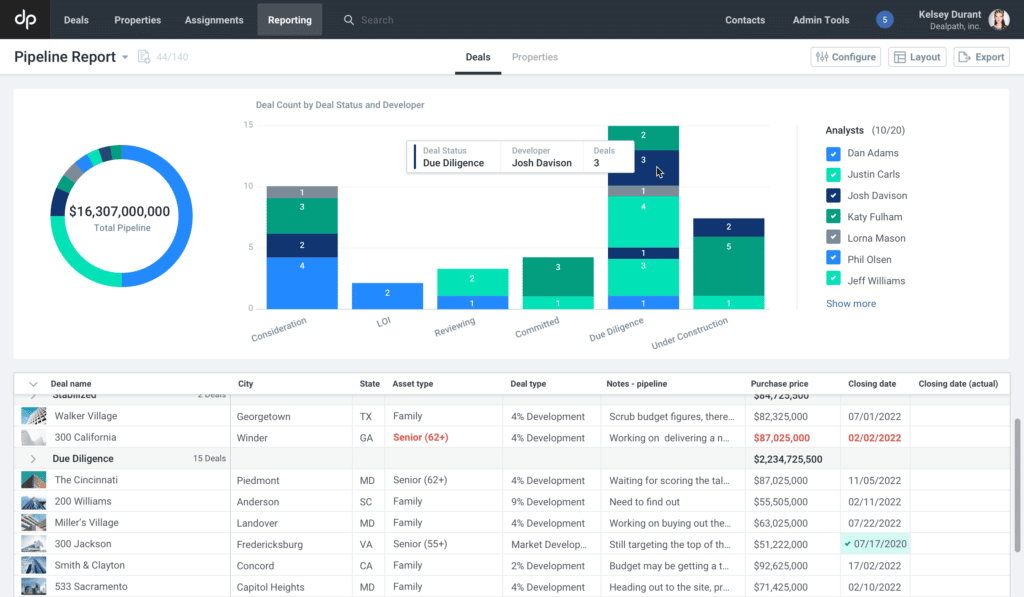 dp Deals Properties Assignments Reporting Search Contacts Admin Tools 5 Kelsey Durant
Dealpath, inc.
Pipeline Report 44/140 Deals Properties Configure Layout Export
Deal Count by Deal Status and Developer
15
10
5
0
$16,307,000,000
Total Pipeline
Deal Status Developer Deals
Due Diligence Josh Davison 3
1
3
2
4
2
2
1
3
1
2
3
1
4
1
3
1
2
5
1
Consideration LOI Reviewing Committed Due Diligence Under Construction
Analysts (10/20)
Dan Adams
Justin Carls
Josh Davison
Katy Fulham
Lorna Mason
Phil Olsen
Jeff Williams
Show more
Deal name City State Asset type Deal type Notes - pipeline Purchase price Closing date Closing date (actual)
Stabilized 2 Deals $84,725,500
Walker Village Georgetown TX Family 4% Development Scrub budget figures, there... $82,325,000 07/01/2022
300 California Winder GA Senior (62+) 4% Development Working on delivering a n... $87,025,000 02/02/2022
Due Diligence 15 Deals $2,234,725,500
The Cincinnati Piedmont MD Senior (62+) 4% Development Waiting for scoring the tal... $87,025,000 11/05/2022
200 Williams Anderson SC Family 9% Development Need to find out $55,505,000 02/11/2022
Miller's Village Landover MD Family 4% Development Working on buying out the... $63,025,000 07/22/2022
300 Jackson Fredericksburg VA Senior (55+) Market Develop... Still targeting the top of th... $51,222,000 07/17/2020
Smith & Clayton Concord CA Family 2% Development Budget may be getting a t... $92,625,000 17/02/2022
533 Sacramento Capitol Heights MD Family 4% Development Heading out to the site, pr... $71,425,000 02/10/2022